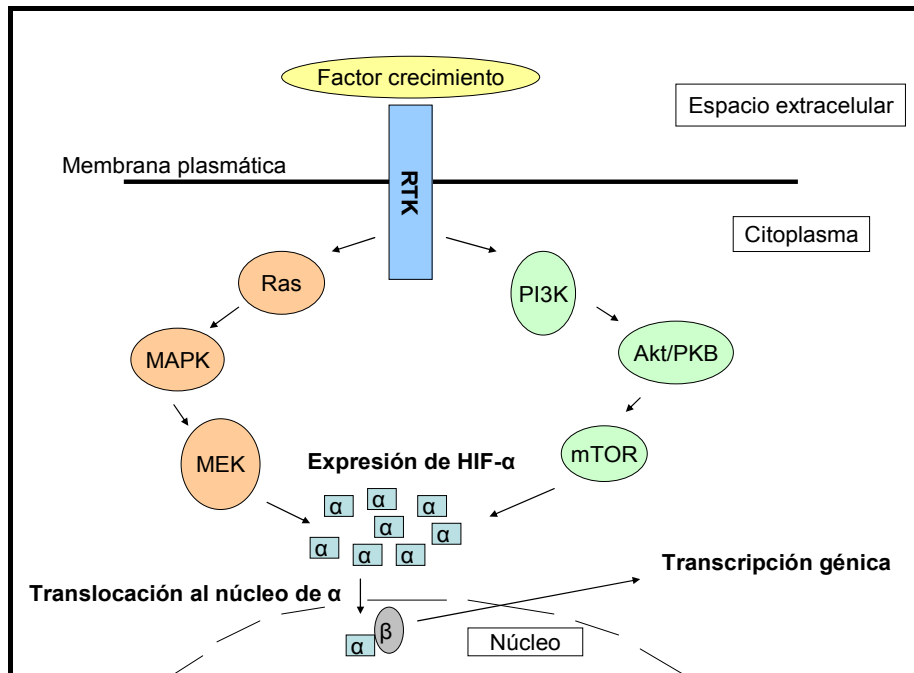 Factor crecimiento
Espacio extracelular
Membrana plasmática
RTK
Citoplasma
Ras
PI3K
MAPK
Akt/PKB
MEK
Expresión de HIF-α
mTOR
α
α
α
α
α
α
α
α
Transcripción génica
Translocación al núcleo de α
α
β
Núcleo